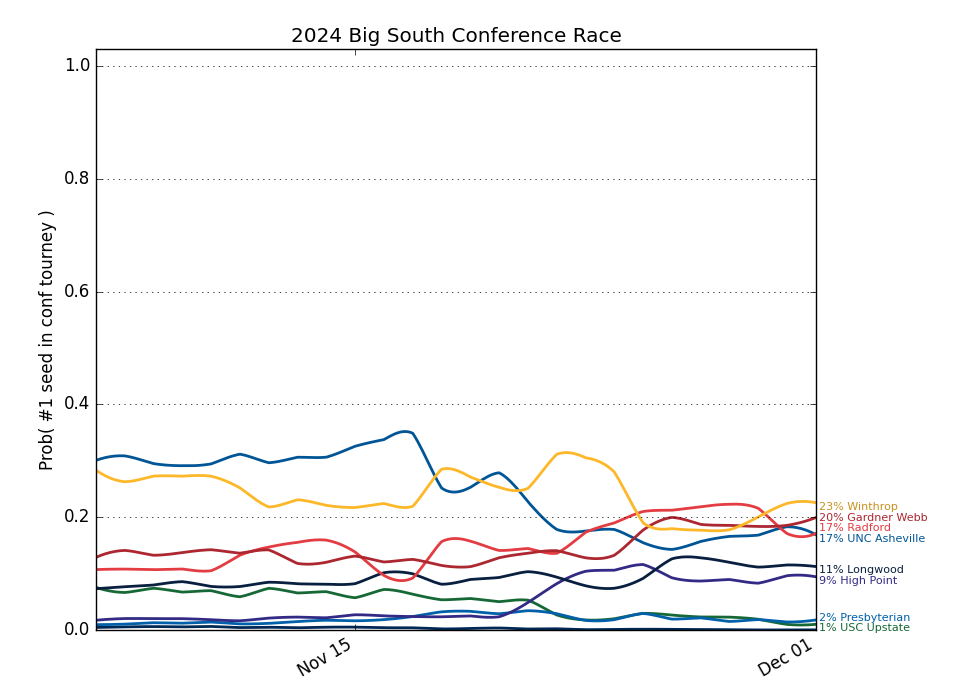 2024 Big South Conference Race
Prob( #1 seed in conf tourney )
1.0
0.8
0.6
0.4
0.2
0.0
Nov 15
Dec 01
23% Winthrop
20% Gardner Webb
17% Radford
17% UNC Asheville
11% Longwood
9% High Point
2% Presbyterian
1% USC Upstate